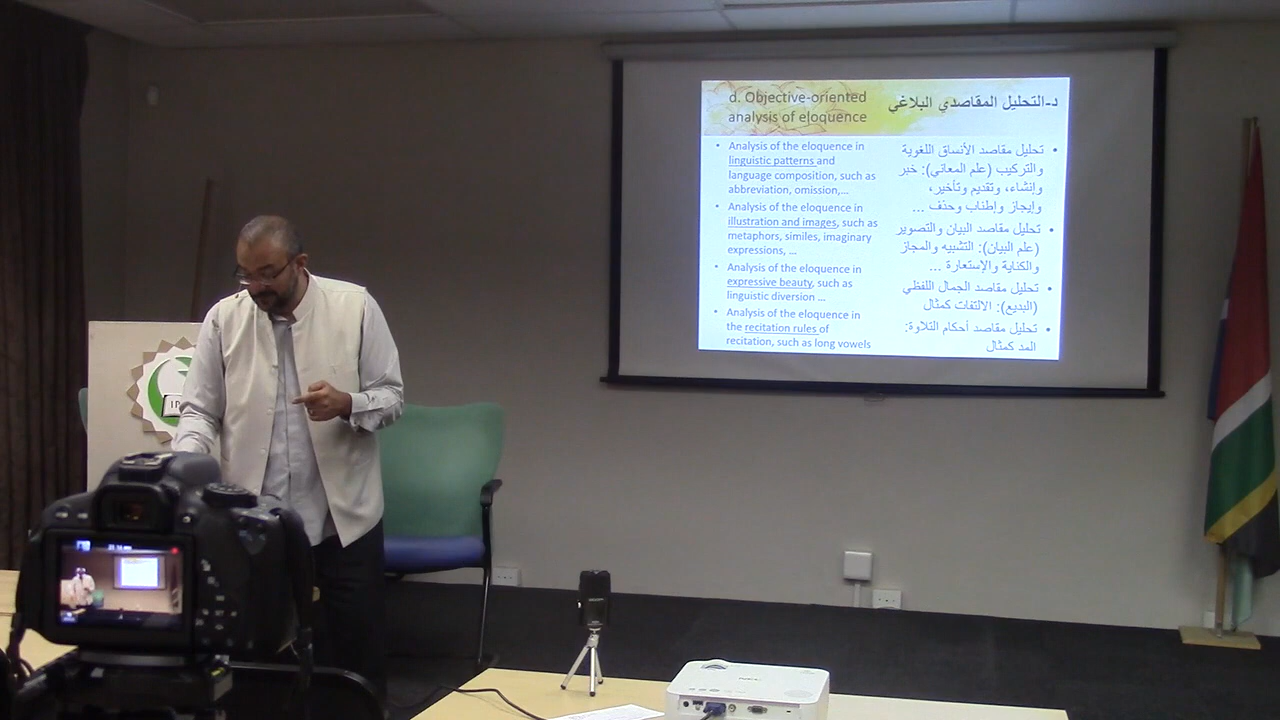 d. Objective-oriented
analysis of eloquence
• Analysis of the eloquence in
linguistic patterns and
language composition, such as
abbreviation, omission,...
• Analysis of the eloquence in
illustration and images, such as
metaphors, similes, imaginary
expressions, ...
• Analysis of the eloquence in
expressive beauty, such as
linguistic diversion ...
• Analysis of the eloquence in
the recitation rules of
recitation, such as long vowels
د-التحليل المقاصدي البلاغي
• تحليل مقاصد الأنساق اللغوية
والتركيب (علم المعاني): خبر
وإنشاء، وتقديم وتأخير،
وإيجاز وإطناب وحذف ...
• تحليل مقاصد البيان والتصوير
(علم البيان): التشبيه والمجاز
والكناية والإستعارة ...
• تحليل مقاصد الجمال اللفظي
(البديع): الالتفات كمثال
• تحليل مقاصد أحكام التلاوة:
المد كمثال